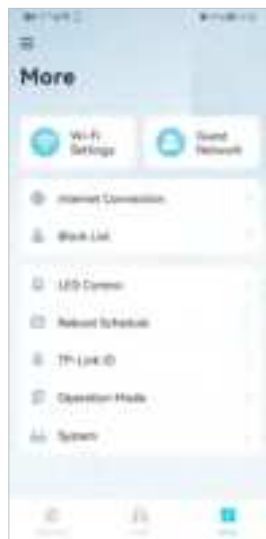 More
Wi-Fi
Settings
Guest
Network
Internet Connection
Block List
LED Control
Reboot Schedule
TP-Link ID
Operation Mode
System